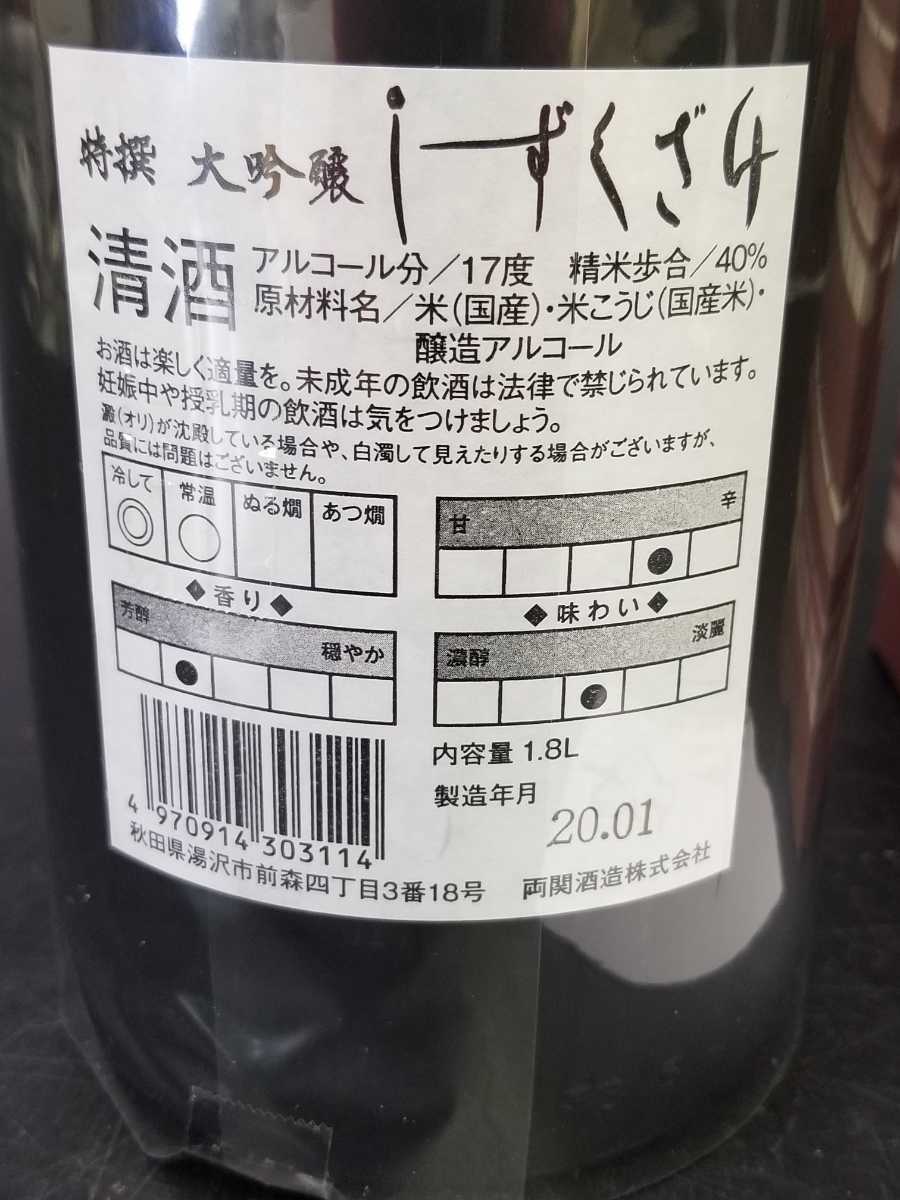 特撰 大吟醸 しずくざけ
清酒
アルコール分／17度 精米歩合／40%
原材料名／米(国産)・米こうじ(国産米)・
醸造アルコール
お酒は楽しく適量を。未成年の飲酒は法律で禁じられています。
妊娠中や授乳期の飲酒は気をつけましょう。
澱(オリ)が沈殿している場合や、白濁して見えたりする場合がございますが、
品質には問題はございません。
冷して 常温 ぬる燗 あつ燗
◎ ○
甘 辛
●
◆香り◆
◆味わい◆
芳醇 穏やか
●
濃醇 淡麗
●
内容量 1.8L
製造年月
20.01
4 970914 303114
秋田県湯沢市前森四丁目3番18号 両関酒造株式会社